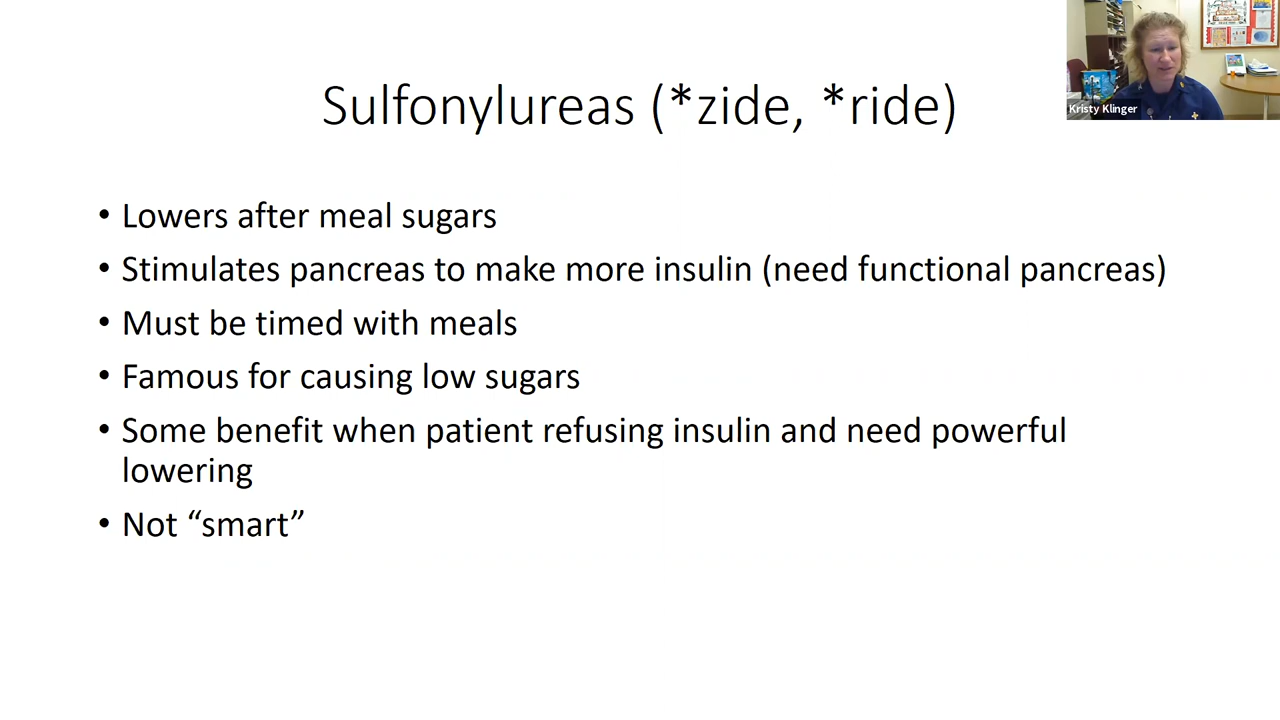 Sulfonylureas (*zide, *ride)
Kristy Klinger
• Lowers after meal sugars
• Stimulates pancreas to make more insulin (need functional pancreas)
• Must be timed with meals
• Famous for causing low sugars
• Some benefit when patient refusing insulin and need powerful
lowering
• Not “smart”